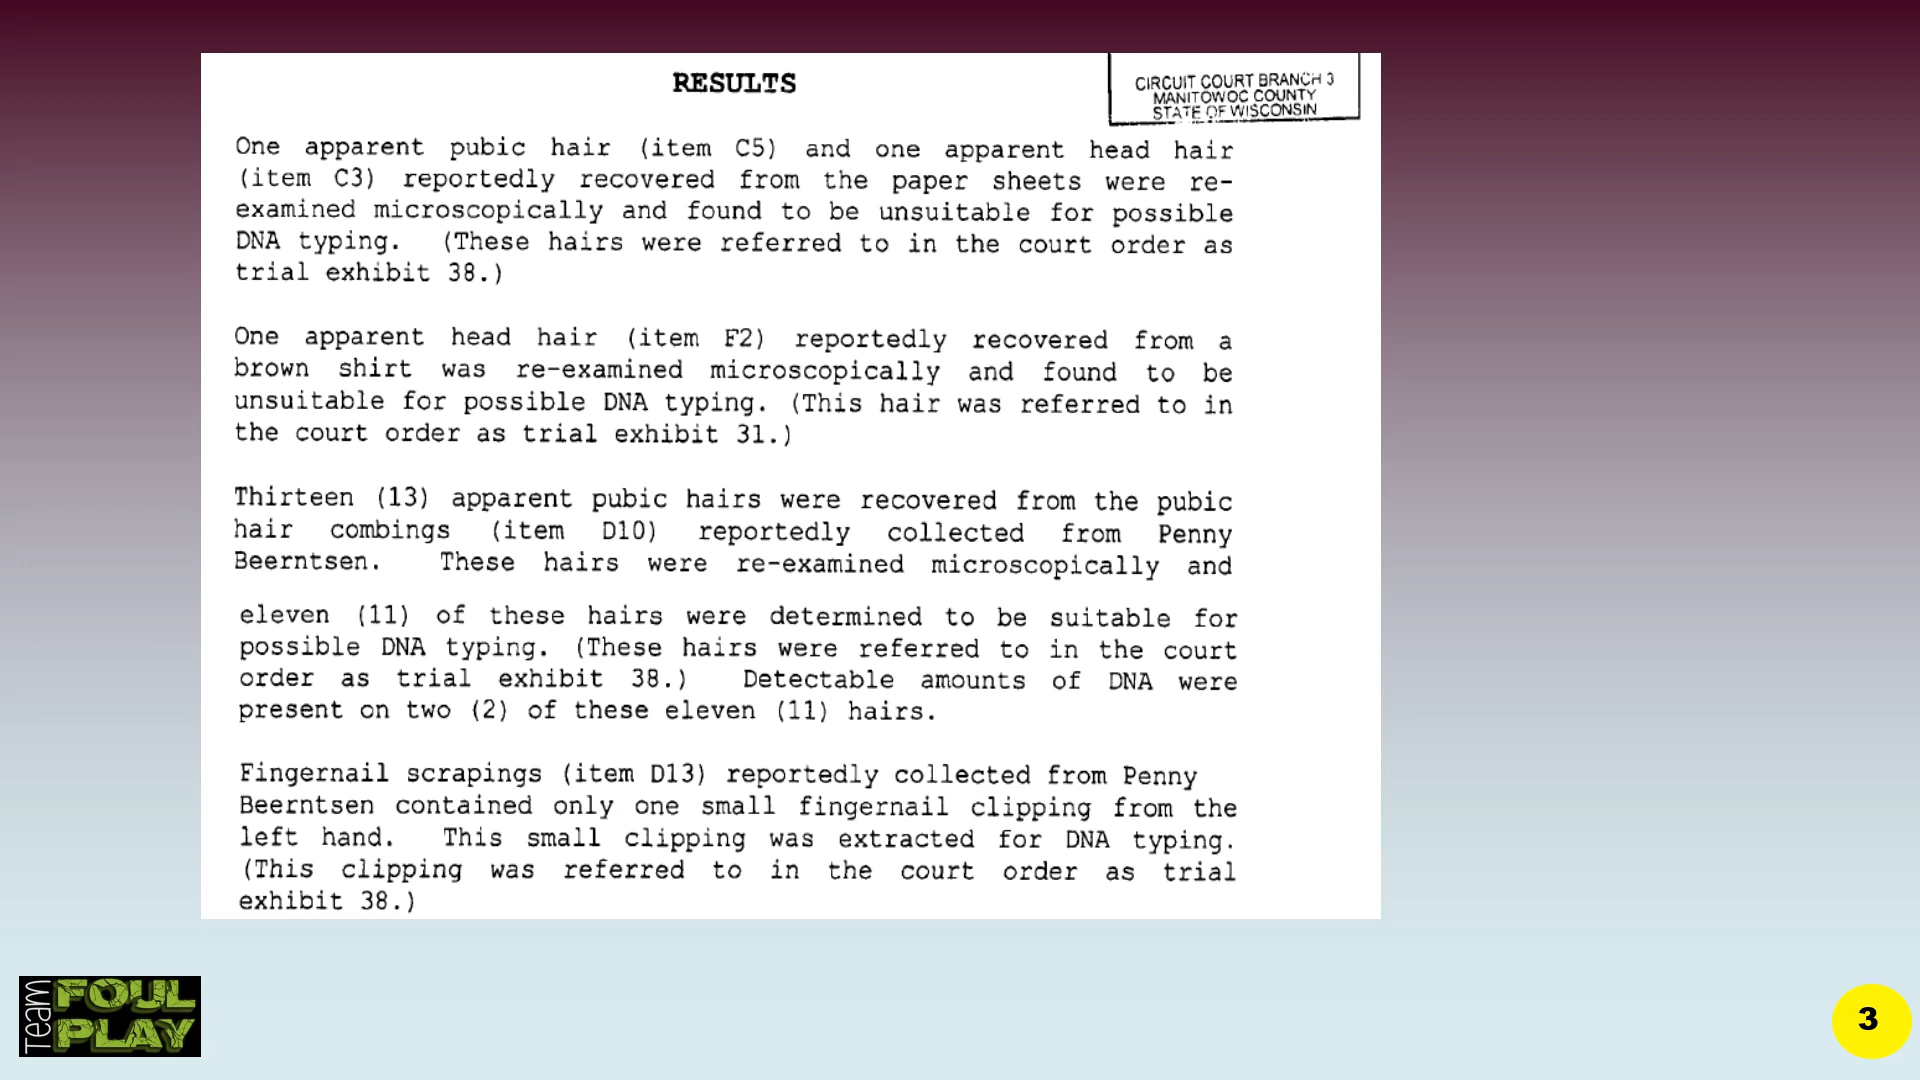 RESULTS
CIRCUIT COURT BRANCH 3
MANITOWOC COUNTY
STATE OF WISCONSIN
One apparent pubic hair (item C5) and one apparent head hair
(item C3) reportedly recovered from the paper sheets were re-
examined microscopically and found to be unsuitable for possible
DNA typing. (These hairs were referred to in the court order as
trial exhibit 38.)
One apparent head hair (item F2) reportedly recovered from a
brown shirt was re-examined microscopically and found to be
unsuitable for possible DNA typing. (This hair was referred to in
the court order as trial exhibit 31.)
Thirteen (13) apparent pubic hairs were recovered from the pubic
hair combings (item D10) reportedly collected from Penny
Beerntsen. These hairs were re-examined microscopically and
eleven (11) of these hairs were determined to be suitable for
possible DNA typing. (These hairs were referred to in the court
order as trial exhibit 38.) Detectable amounts of DNA were
present on two (2) of these eleven (11) hairs.
Fingernail scrapings (item D13) reportedly collected from Penny
Beerntsen contained only one small fingernail clipping from the
left hand. This small clipping was extracted for DNA typing.
(This clipping was referred to in the court order as trial
exhibit 38.)
Team
FOUL
PLAY
3